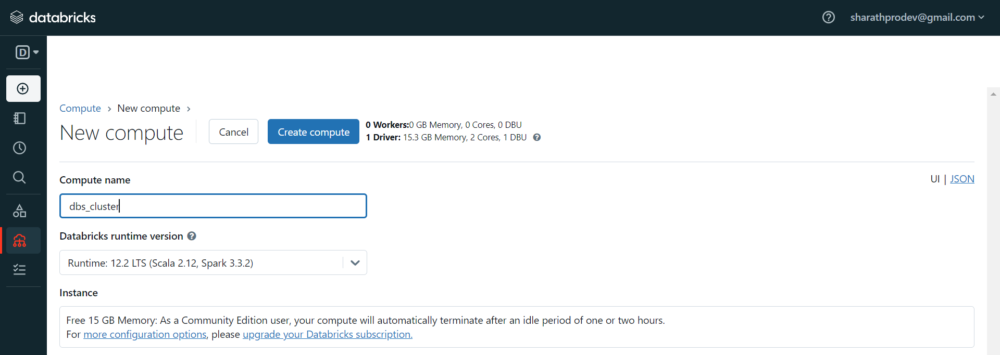 databricks
sharathprodev@gmail.com
D
Compute > New compute >
New compute
Cancel
Create compute
0 Workers:0 GB Memory, 0 Cores, 0 DBU
1 Driver: 15.3 GB Memory, 2 Cores, 1 DBU ?
Compute name
UI | JSON
dbs_cluster
Databricks runtime version ?
Runtime: 12.2 LTS (Scala 2.12, Spark 3.3.2)
Instance
Free 15 GB Memory: As a Community Edition user, your compute will automatically terminate after an idle period of one or two hours.
For more configuration options, please upgrade your Databricks subscription.